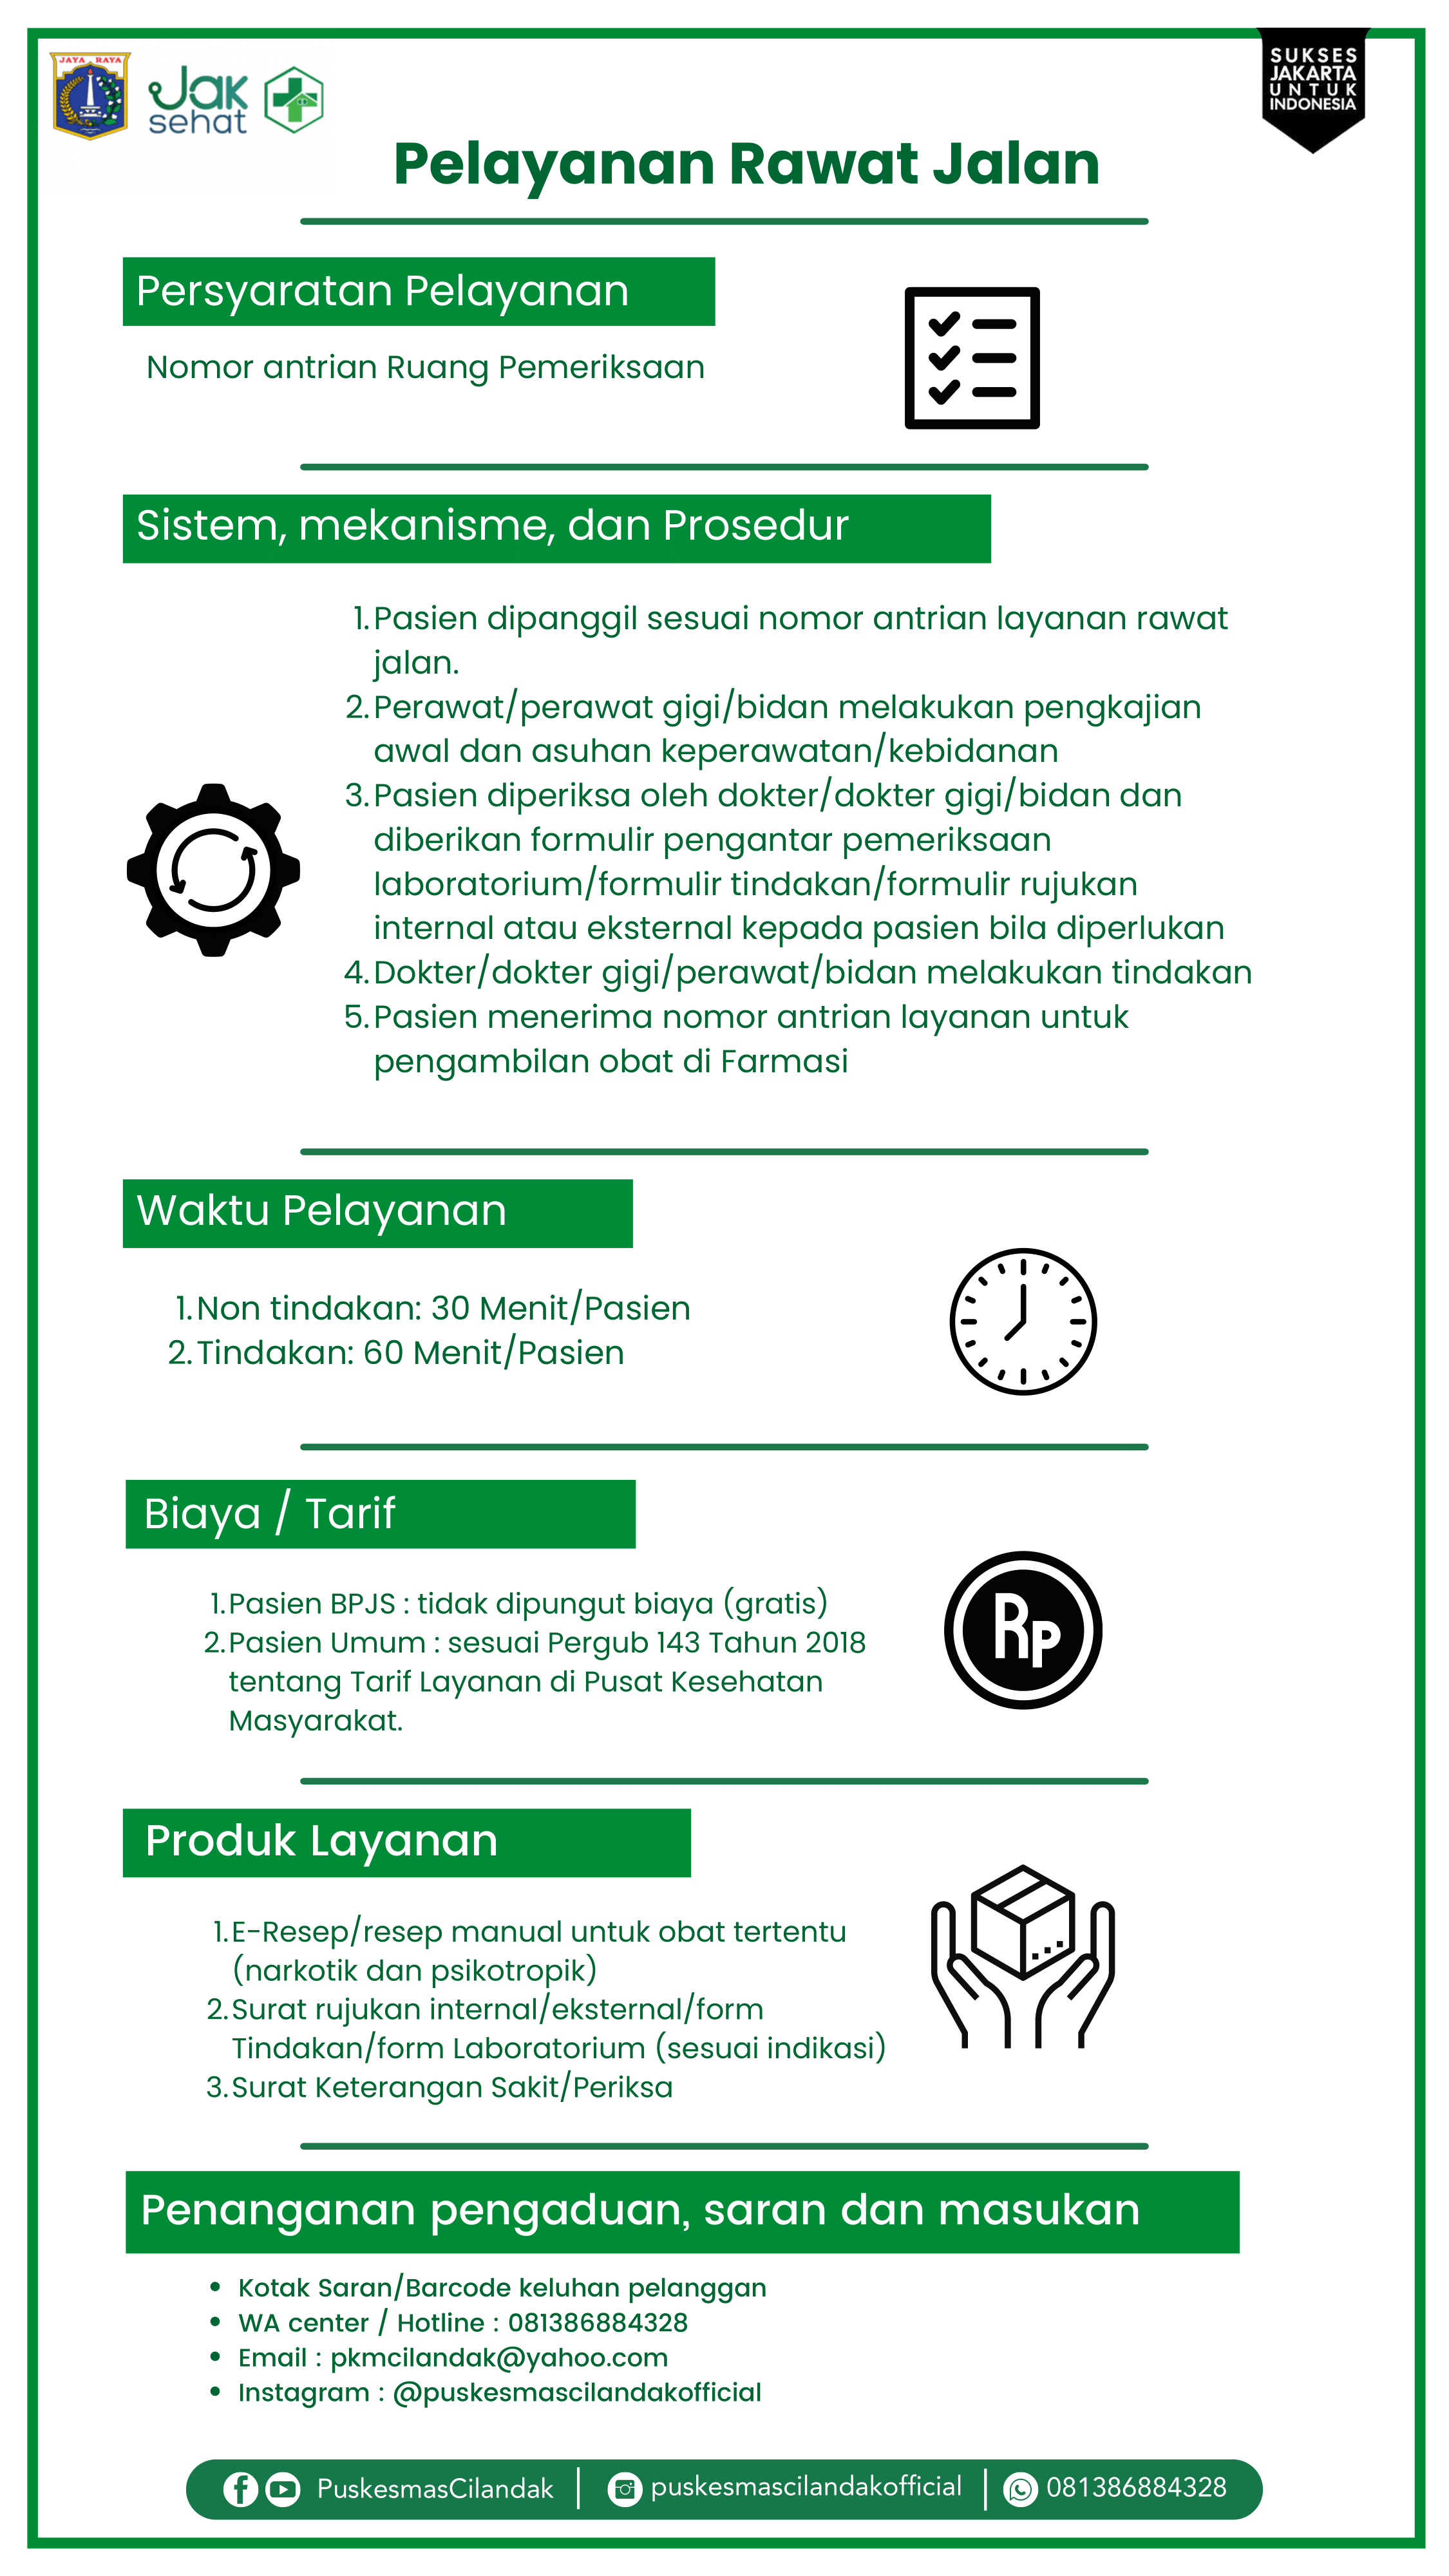 JAYA RAYA
Jak
sehat
SUKSES
JAKARTA
UNTUK
INDONESIA
Pelayanan Rawat Jalan
Persyaratan Pelayanan
Nomor antrian Ruang Pemeriksaan
Sistem, mekanisme, dan Prosedur
1. Pasien dipanggil sesuai nomor antrian layanan rawat
jalan.
2. Perawat/perawat gigi/bidan melakukan pengkajian
awal dan asuhan keperawatan/kebidanan
3. Pasien diperiksa oleh dokter/dokter gigi/bidan dan
diberikan formulir pengantar pemeriksaan
laboratorium/formulir tindakan/formulir rujukan
internal atau eksternal kepada pasien bila diperlukan
4. Dokter/dokter gigi/perawat/bidan melakukan tindakan
5. Pasien menerima nomor antrian layanan untuk
pengambilan obat di Farmasi
Waktu Pelayanan
1. Non tindakan: 30 Menit/Pasien
2. Tindakan: 60 Menit/Pasien
Biaya / Tarif
1. Pasien BPJS : tidak dipungut biaya (gratis)
2. Pasien Umum : sesuai Pergub 143 Tahun 2018
tentang Tarif Layanan di Pusat Kesehatan
Masyarakat.
Rp
Produk Layanan
1. E-Resep/resep manual untuk obat tertentu
(narkotik dan psikotropik)
2. Surat rujukan internal/eksternal/form
Tindakan/form Laboratorium (sesuai indikasi)
3. Surat Keterangan Sakit/Periksa
Penanganan pengaduan, saran dan masukan
• Kotak Saran/Barcode keluhan pelanggan
• WA center / Hotline : 081386884328
• Email : pkmcilandak@yahoo.com
• Instagram : @puskesmascilandakofficial
PuskesmasCilandak | puskesmascilandakofficial | 081386884328